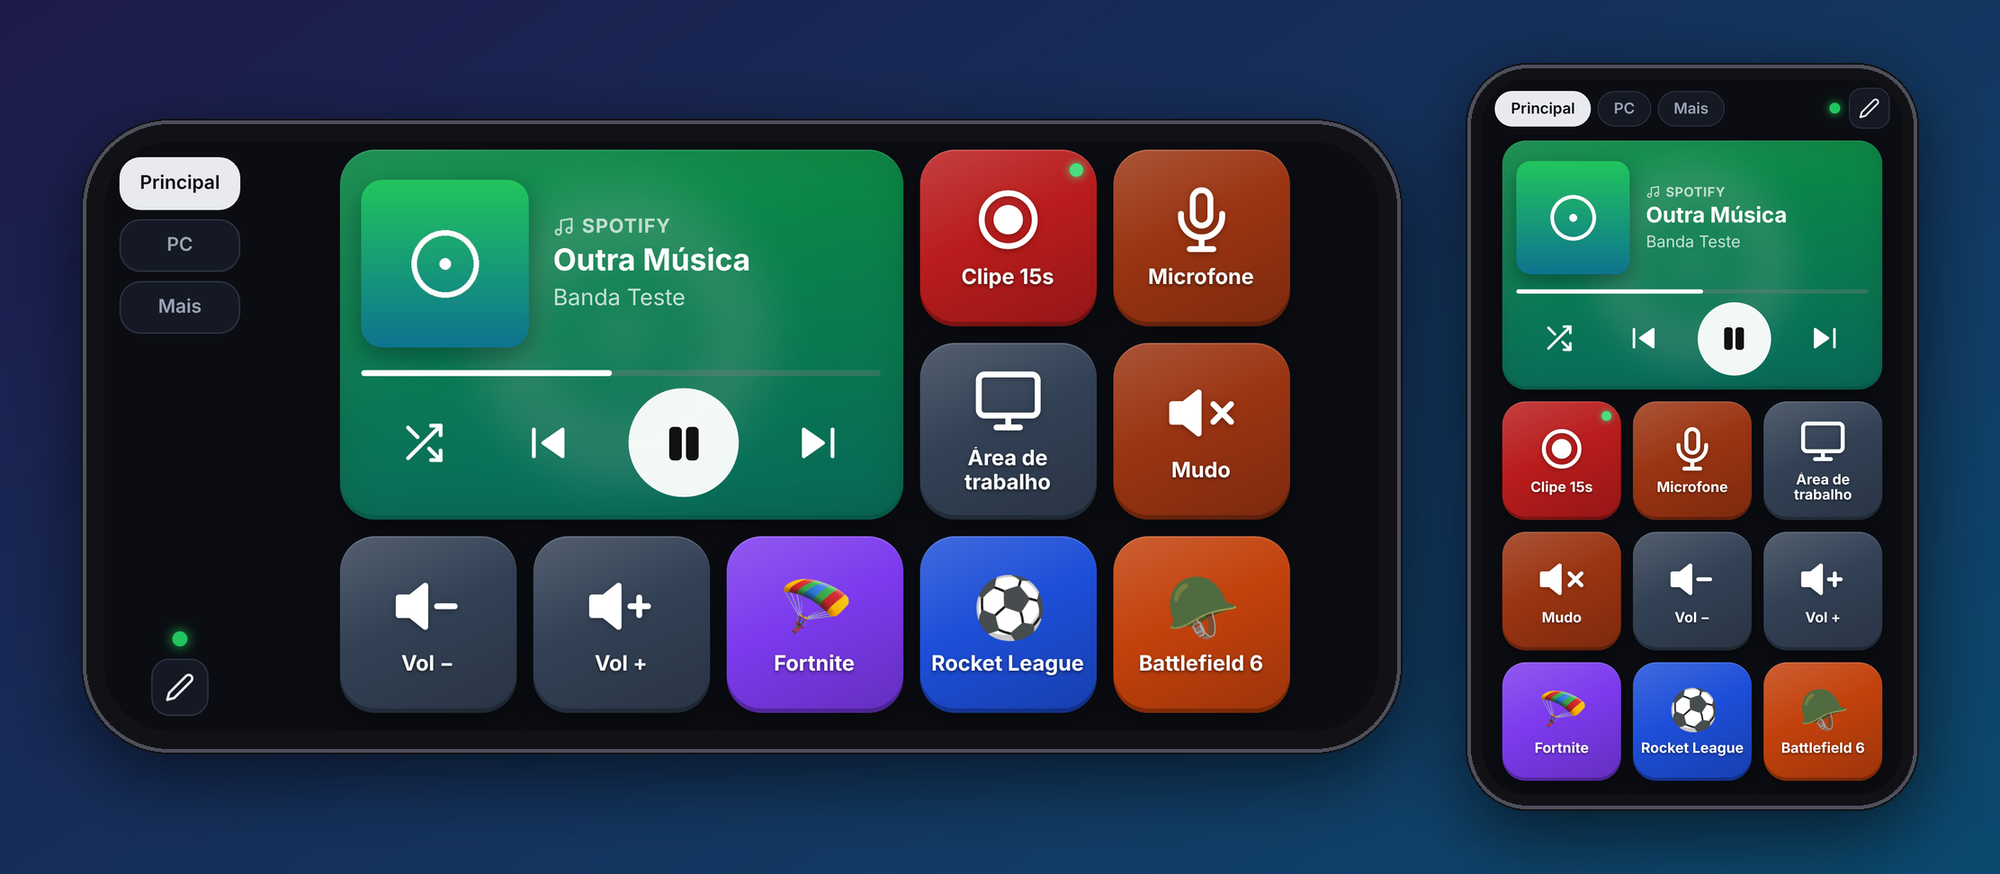 Principal
PC
Mais
SPOTIFY
Outra Música
Banda Teste
Clipe 15s
Microfone
Área de
trabalho
Mudo
Vol –
Vol +
Fortnite
Rocket League
Battlefield 6
Principal
PC
Mais
SPOTIFY
Outra Música
Banda Teste
Clipe 15s
Microfone
Área de
trabalho
Mudo
Vol –
Vol +
Fortnite
Rocket League
Battlefield 6